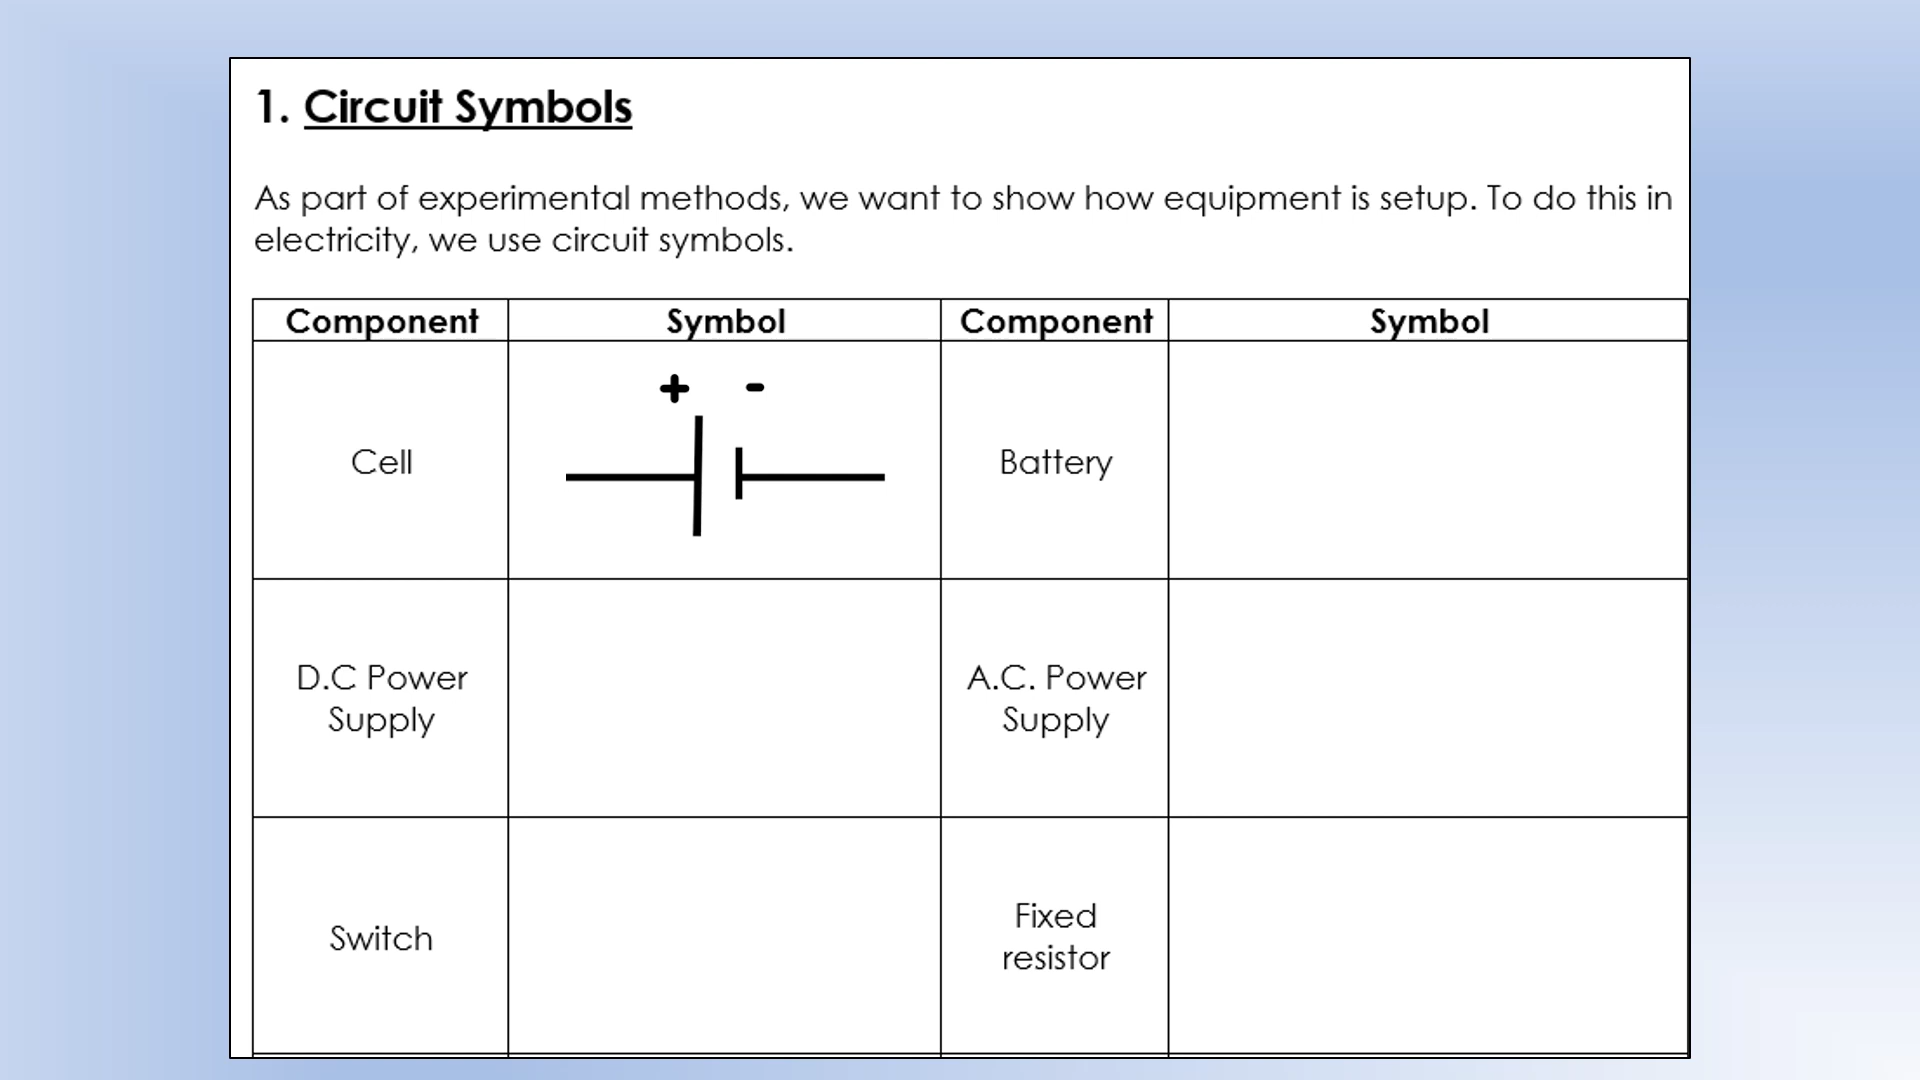 1. Circuit Symbols
As part of experimental methods, we want to show how equipment is setup. To do this in
electricity, we use circuit symbols.
Component Symbol Component Symbol
+ -
Cell
Battery
D.C Power
Supply
A.C. Power
Supply
Switch
Fixed
resistor